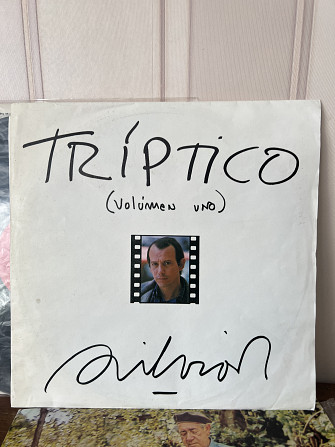 TRÍPTICO
(VOLÚMEN UNO)
Silvio